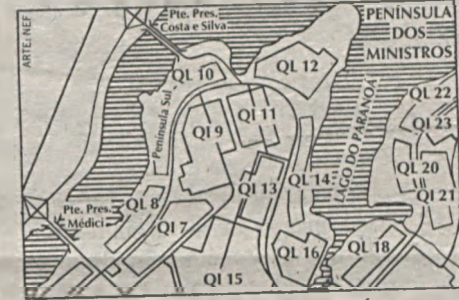 ARTE: NEF
Pte. Pres.
Costa e Silva
PENÍNSULA
DOS
MINISTROS
QL 10
QL 12
Península Sul
QI 9
QI 11
LAGO DO PARANOÁ
QL 22
QI 23
QL 20
QI 21
QI 13
QL 14
QL 8
Pte. Pres.
Médici
QI 7
QL 16
QL 18
QI 15